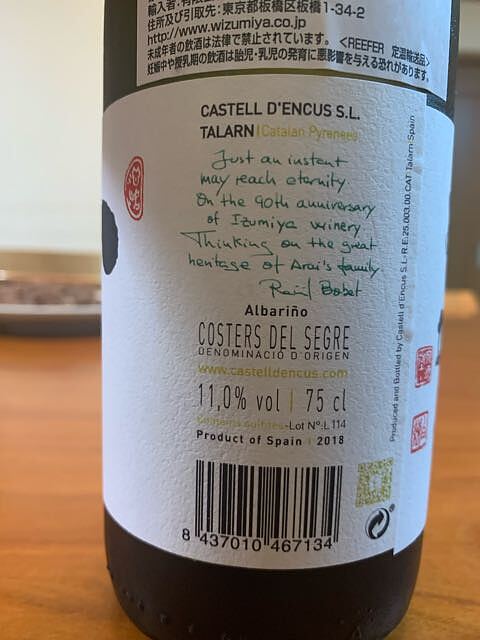 輸入者:有限会
住所及び引取先:東京都板橋区板橋1-34-2
http://www.wizumiya.co.jp
未成年者の飲酒は法律で禁止されています。 <REEFER 定温輸送品>
妊娠中や授乳期の飲酒は胎児・乳児の発育に悪影響を与える恐れがあります。
CASTELL D'ENCUS S.L.
TALARN | Catalan Pyrenees
Just an instant
may reach eternity.
On the 90th anniversary
of Izumiya winery
Thinking on the great
heritage of Arai's family
Raül Bobet
Albariño
COSTERS DEL SEGRE
DENOMINACIÓ D'ORIGEN
www.castelldencus.com
11,0% vol | 75 cl
Contains sulfites-Lot Nº:L114
Product of Spain | 2018
8 437010 467134
Produced and Bottled by Castell d'Encus S.L- R.E.25.003.00.CAT Talarn Spain